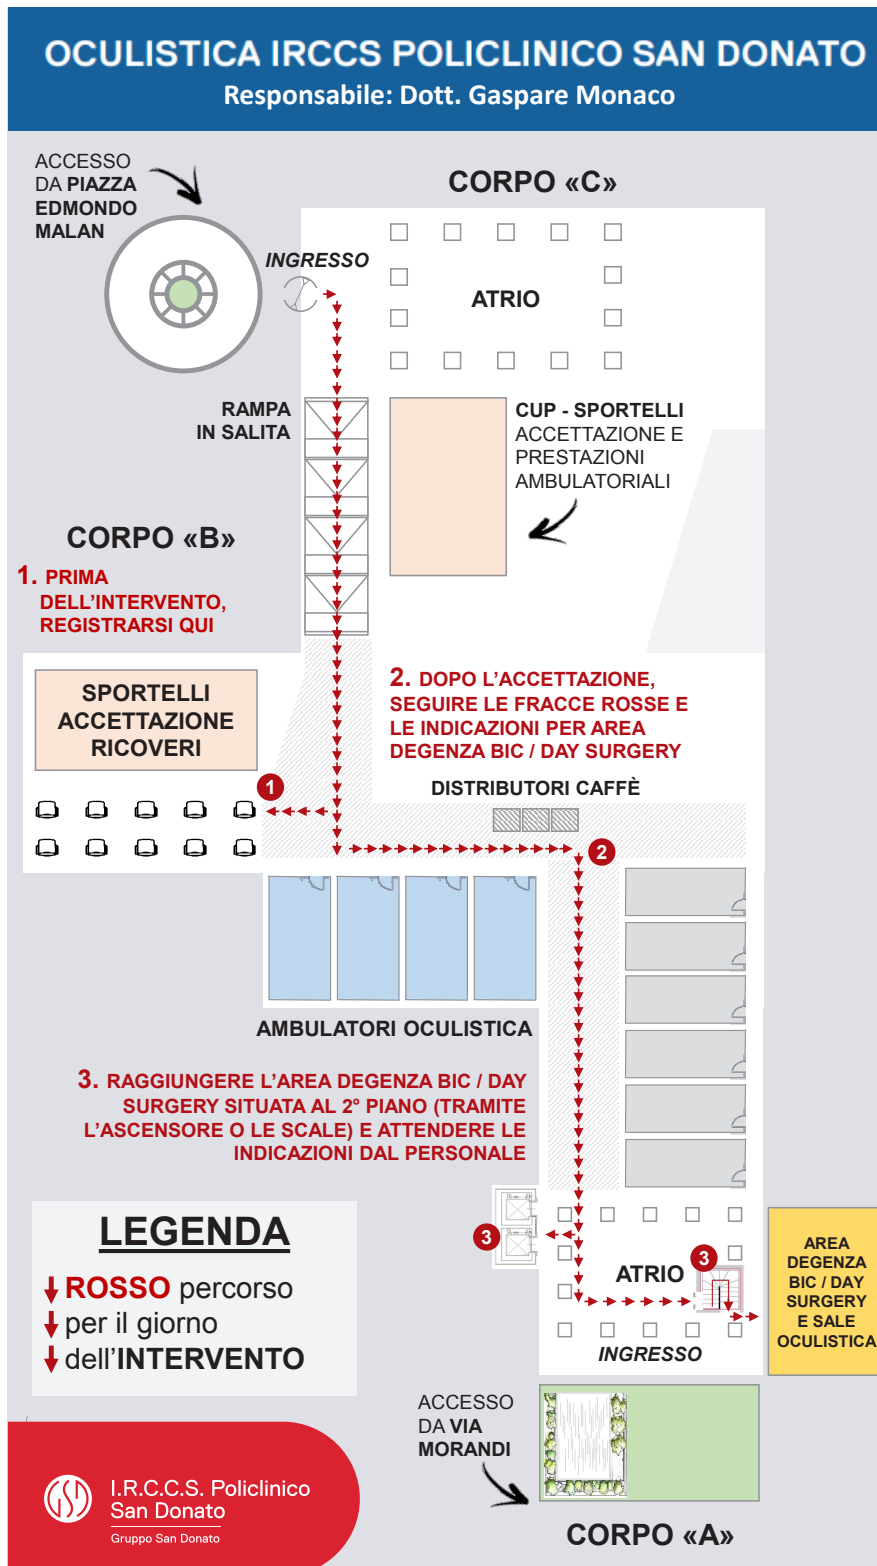 OCULISTICA IRCCS POLICLINICO SAN DONATO
Responsabile: Dott. Gaspare Monaco
ACCESSO
DA PIAZZA
EDMONDO
MALAN
CORPO «C»
INGRESSO
ATRIO
RAMPA
IN SALITA
CUP - SPORTELLI
ACCETTAZIONE E
PRESTAZIONI
AMBULATORIALI
CORPO «B»
1. PRIMA
DELL'INTERVENTO,
REGISTRARSI QUI
SPORTELLI
ACCETTAZIONE
RICOVERI
2. DOPO L'ACCETTAZIONE,
SEGUIRE LE FRACCE ROSSE E
LE INDICAZIONI PER AREA
DEGENZA BIC / DAY SURGERY
1
DISTRIBUTORI CAFFÈ
2
AMBULATORI OCULISTICA
3. RAGGIUNGERE L'AREA DEGENZA BIC / DAY
SURGERY SITUATA AL 2° PIANO (TRAMITE
L'ASCENSORE O LE SCALE) E ATTENDERE LE
INDICAZIONI DAL PERSONALE
3
3
ATRIO
INGRESSO
AREA
DEGENZA
BIC / DAY
SURGERY
E SALE
OCULISTICA
LEGENDA
ROSSO percorso
per il giorno
dell'INTERVENTO
ACCESSO
DA VIA
MORANDI
CORPO «A»
GSD
I.R.C.C.S. Policlinico
San Donato
Gruppo San Donato